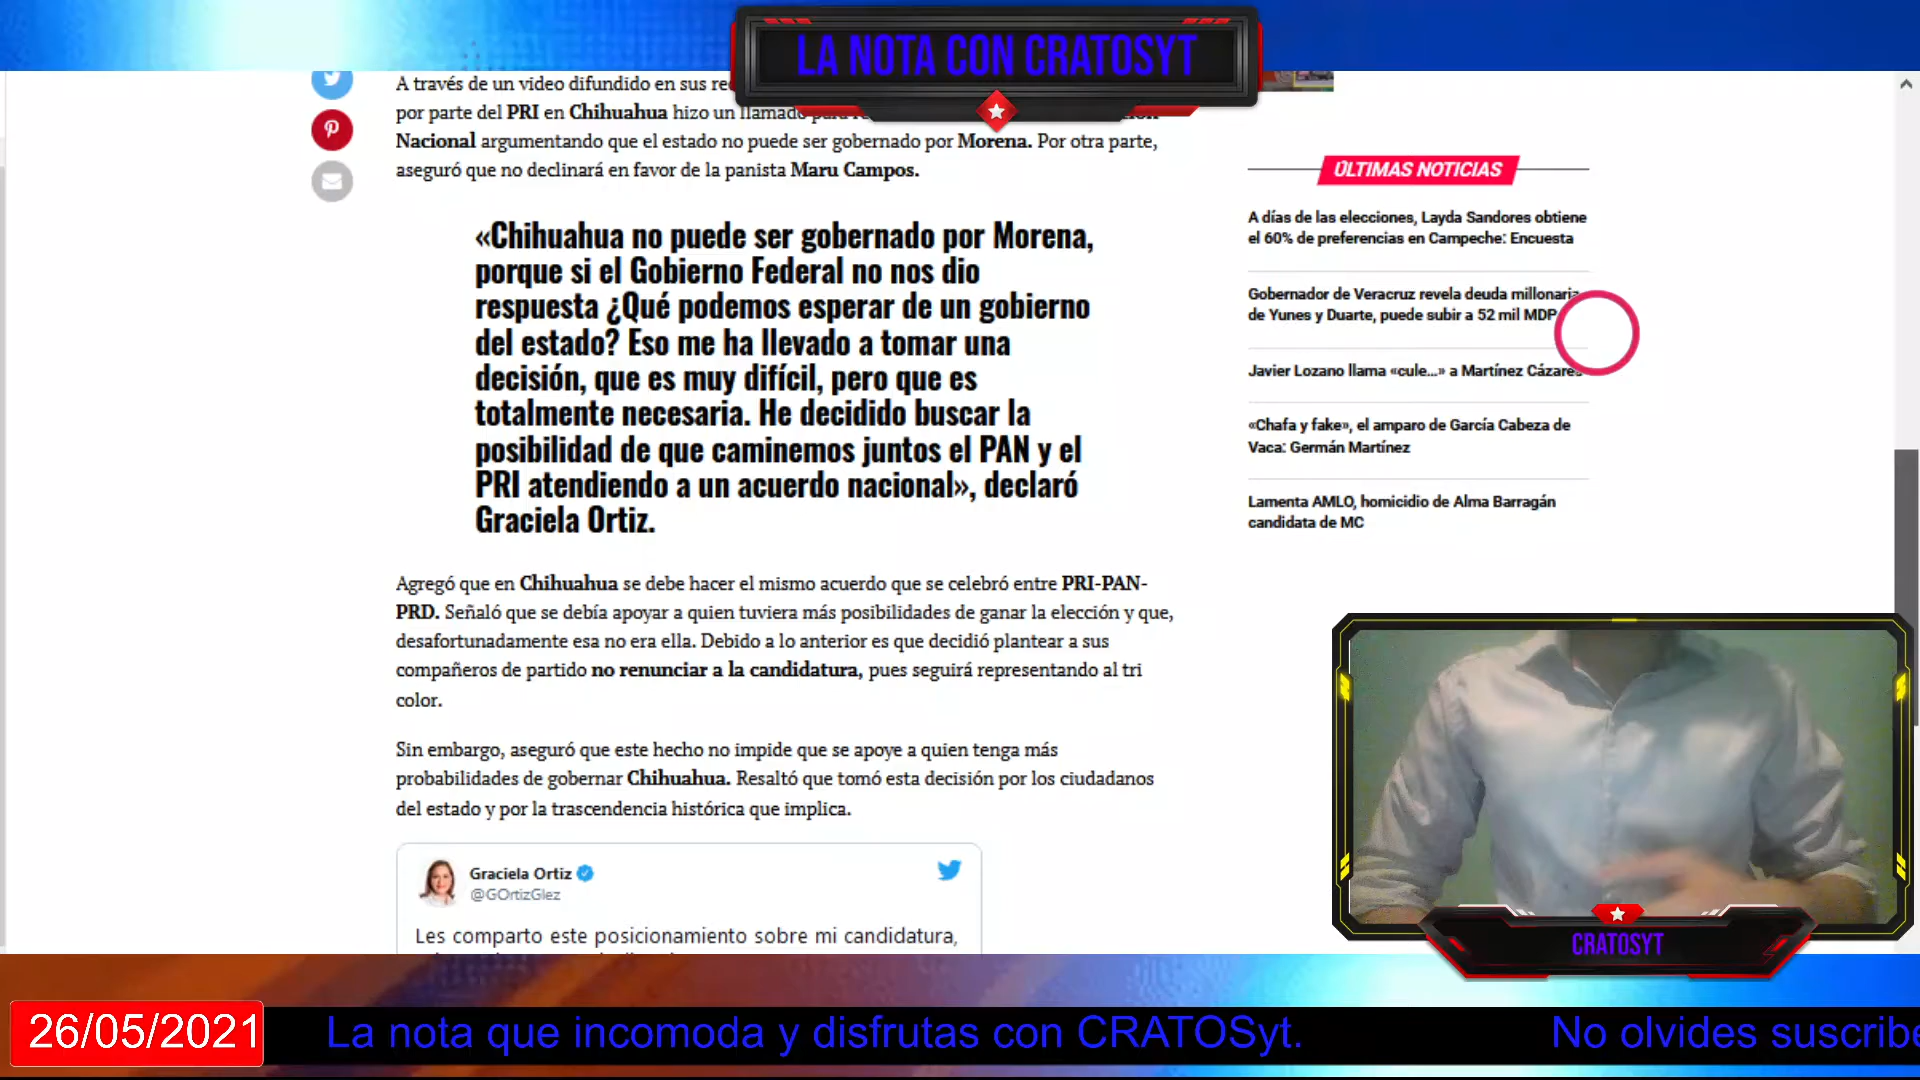 LA NOTA CON CRATOSYT
A través de un video difundido en sus
por parte del PRI en Chihuahua hizo un llamado
Nacional argumentando que el estado no puede ser gobernado por Morena. Por otra parte,
aseguró que no declinará en favor de la panista Maru Campos.
«Chihuahua no puede ser gobernado por Morena,
porque si el Gobierno Federal no nos dio
respuesta ¿Qué podemos esperar de un gobierno
del estado? Eso me ha llevado a tomar una
decisión, que es muy difícil, pero que es
totalmente necesaria. He decidido buscar la
posibilidad de que caminemos juntos el PAN y el
PRI atendiendo a un acuerdo nacional», declaró
Graciela Ortiz.
Agregó que en Chihuahua se debe hacer el mismo acuerdo que se celebró entre PRI-PAN-
PRD. Señaló que se debía apoyar a quien tuviera más posibilidades de ganar la elección y que,
desafortunadamente esa no era ella. Debido a lo anterior es que decidió plantear a sus
compañeros de partido no renunciar a la candidatura, pues seguirá representando al tri
color.
Sin embargo, aseguró que este hecho no impide que se apoye a quien tenga más
probabilidades de gobernar Chihuahua. Resaltó que tomó esta decisión por los ciudadanos
del estado y por la trascendencia histórica que implica.
Graciela Ortiz
@GOrtizGlez
Les comparto este posicionamiento sobre mi candidatura,
ÚLTIMAS NOTICIAS
A días de las elecciones, Layda Sandores obtiene
el 60% de preferencias en Campeche: Encuesta
Gobernador de Veracruz revela deuda millonaria
de Yunes y Duarte, puede subir a 52 mil MDP
Javier Lozano llama «cule...» a Martínez Cázares
«Chafa y fake», el amparo de García Cabeza de
Vaca: Germán Martínez
Lamenta AMLO, homicidio de Alma Barragán
candidata de MC
CRATOSYT
26/05/2021
La nota que incomoda y disfrutas con CRATOSyt.
No olvides suscribe